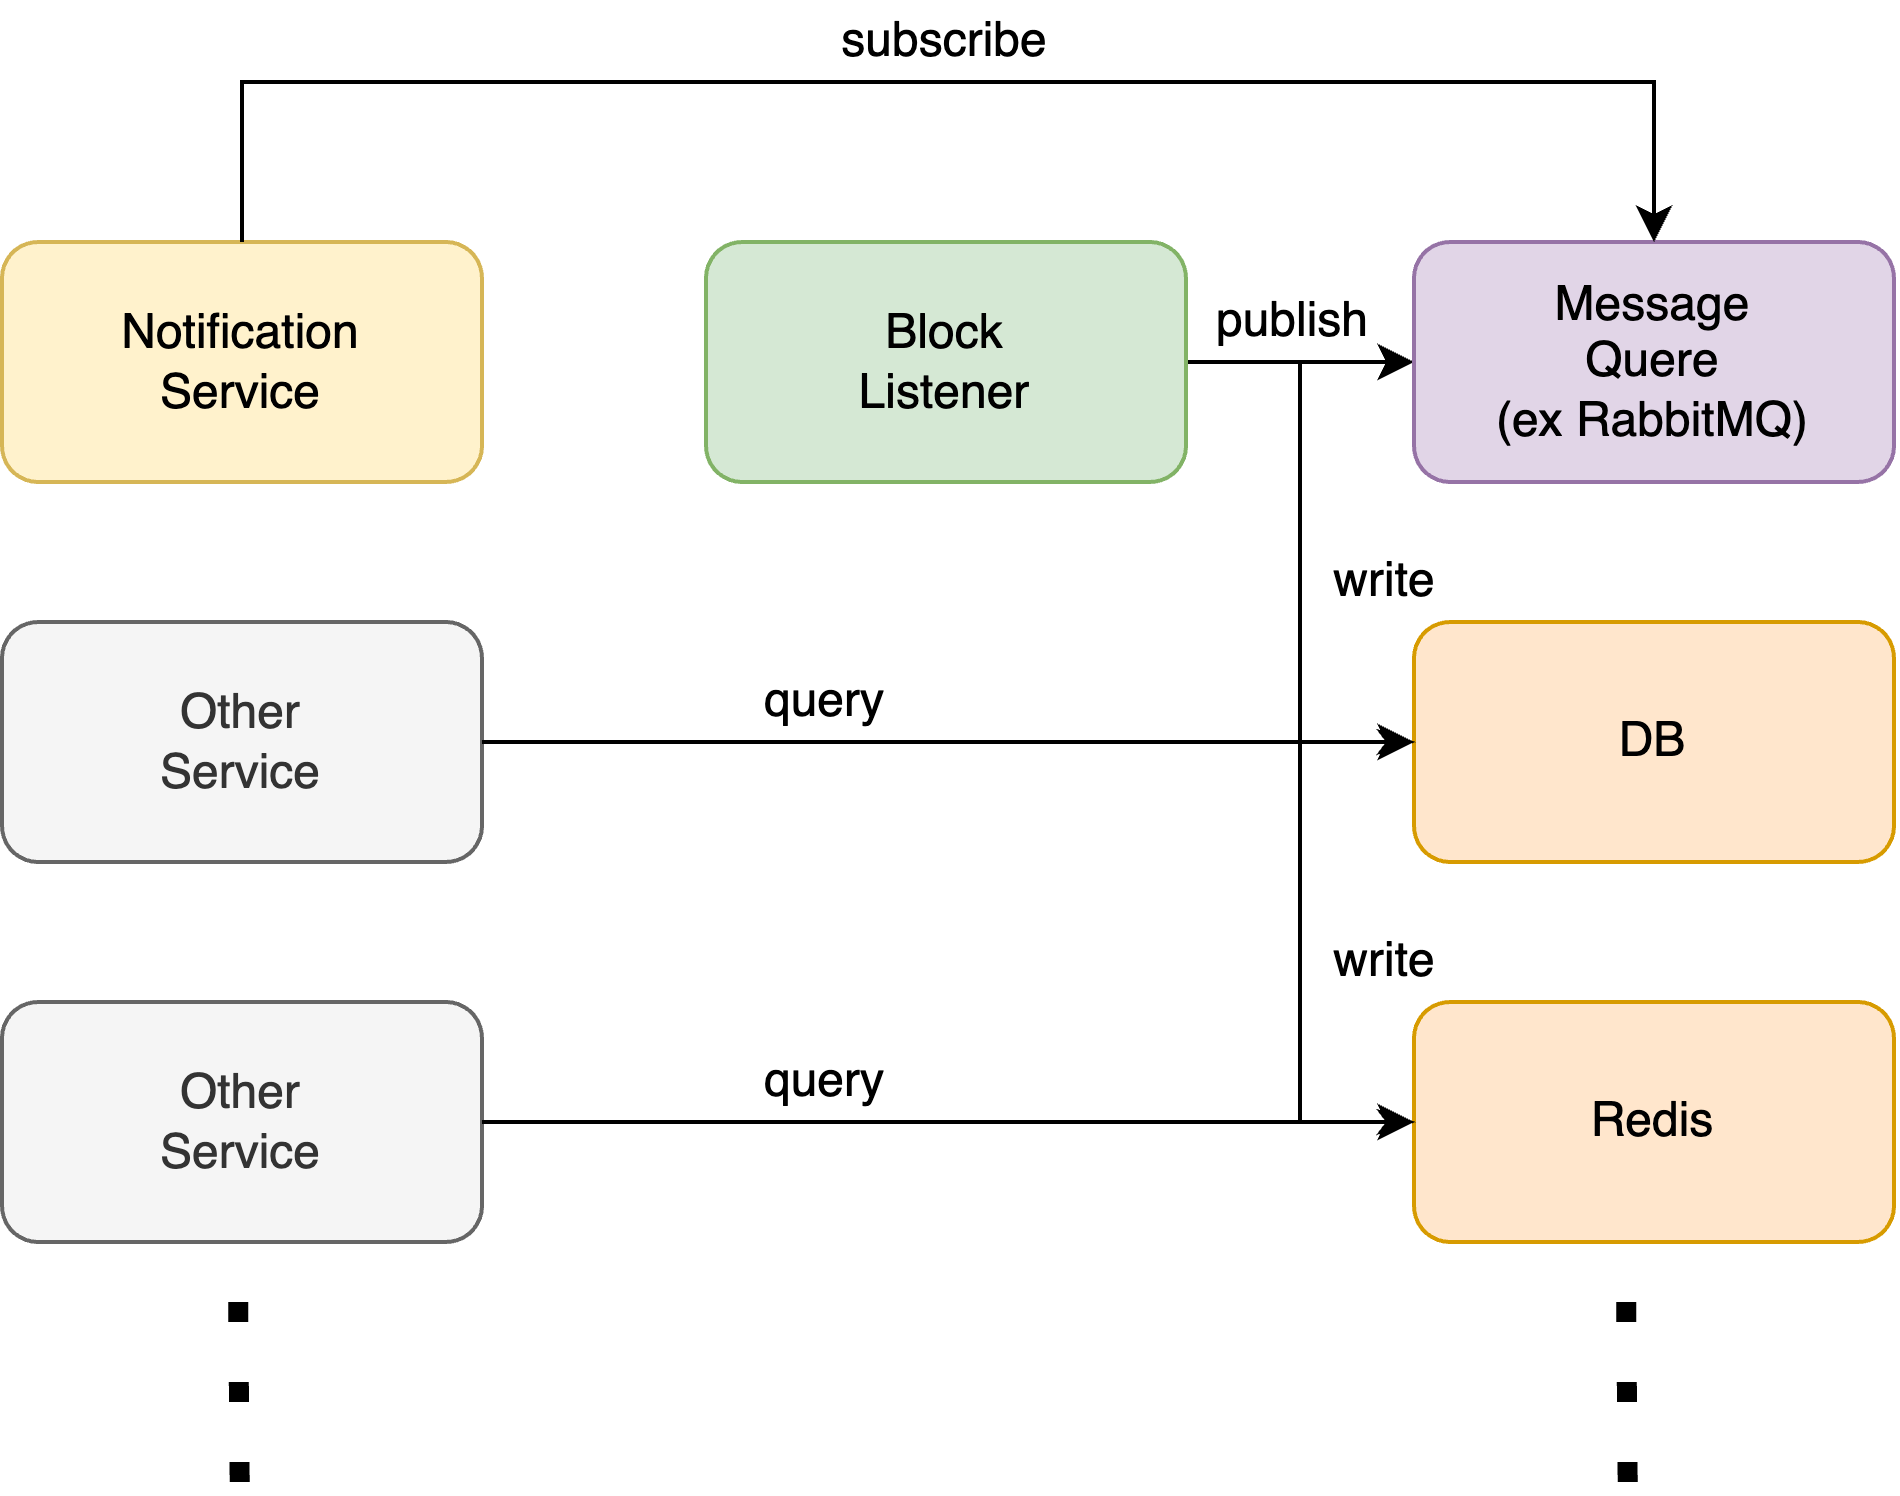 subscribe
Notification
Service
Block
Listener
publish
Message
Quere
(ex RabbitMQ)
write
Other
Service
query
DB
write
Other
Service
query
Redis